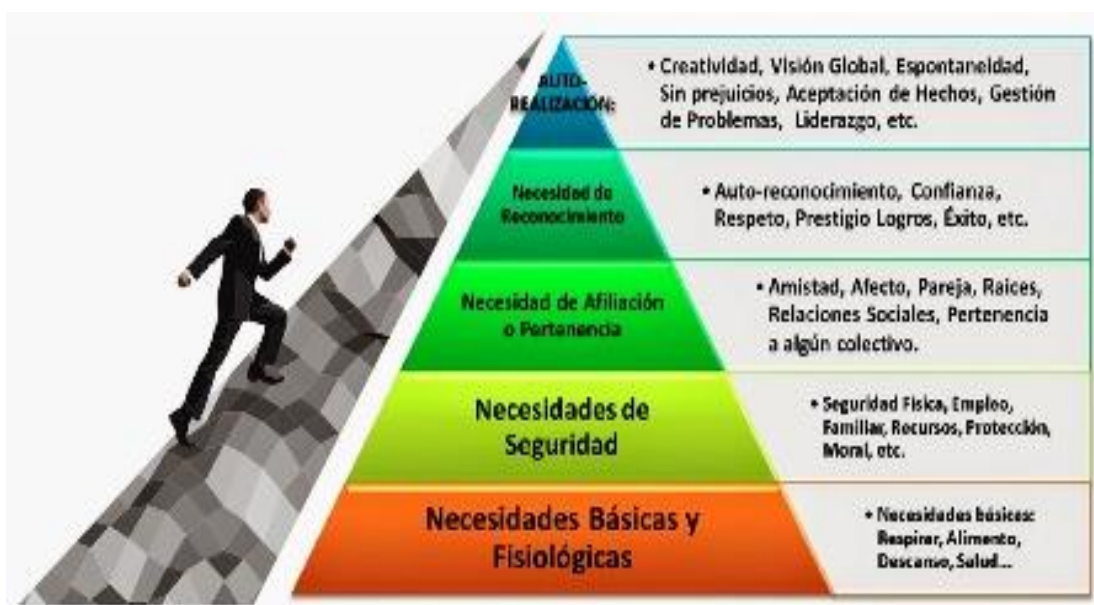 AUTO-
REALIZACIÓN:
• Creatividad, Visión Global, Espontaneidad,
Sin prejuicios, Aceptación de Hechos, Gestión
de Problemas, Liderazgo, etc.
Necesidad de
Reconocimiento
• Auto-reconocimiento, Confianza,
Respeto, Prestigio Logros, Éxito, etc.
Necesidad de Afiliación
o Pertenencia
• Amistad, Afecto, Pareja, Raices,
Relaciones Sociales, Pertenencia
a algún colectivo.
Necesidades de
Seguridad
• Seguridad Física, Empleo,
Familiar, Recursos, Protección,
Moral, etc.
Necesidades Básicas y
Fisiológicas
• Necesidades básicas:
Respirar, Alimento,
Descanso, Salud...